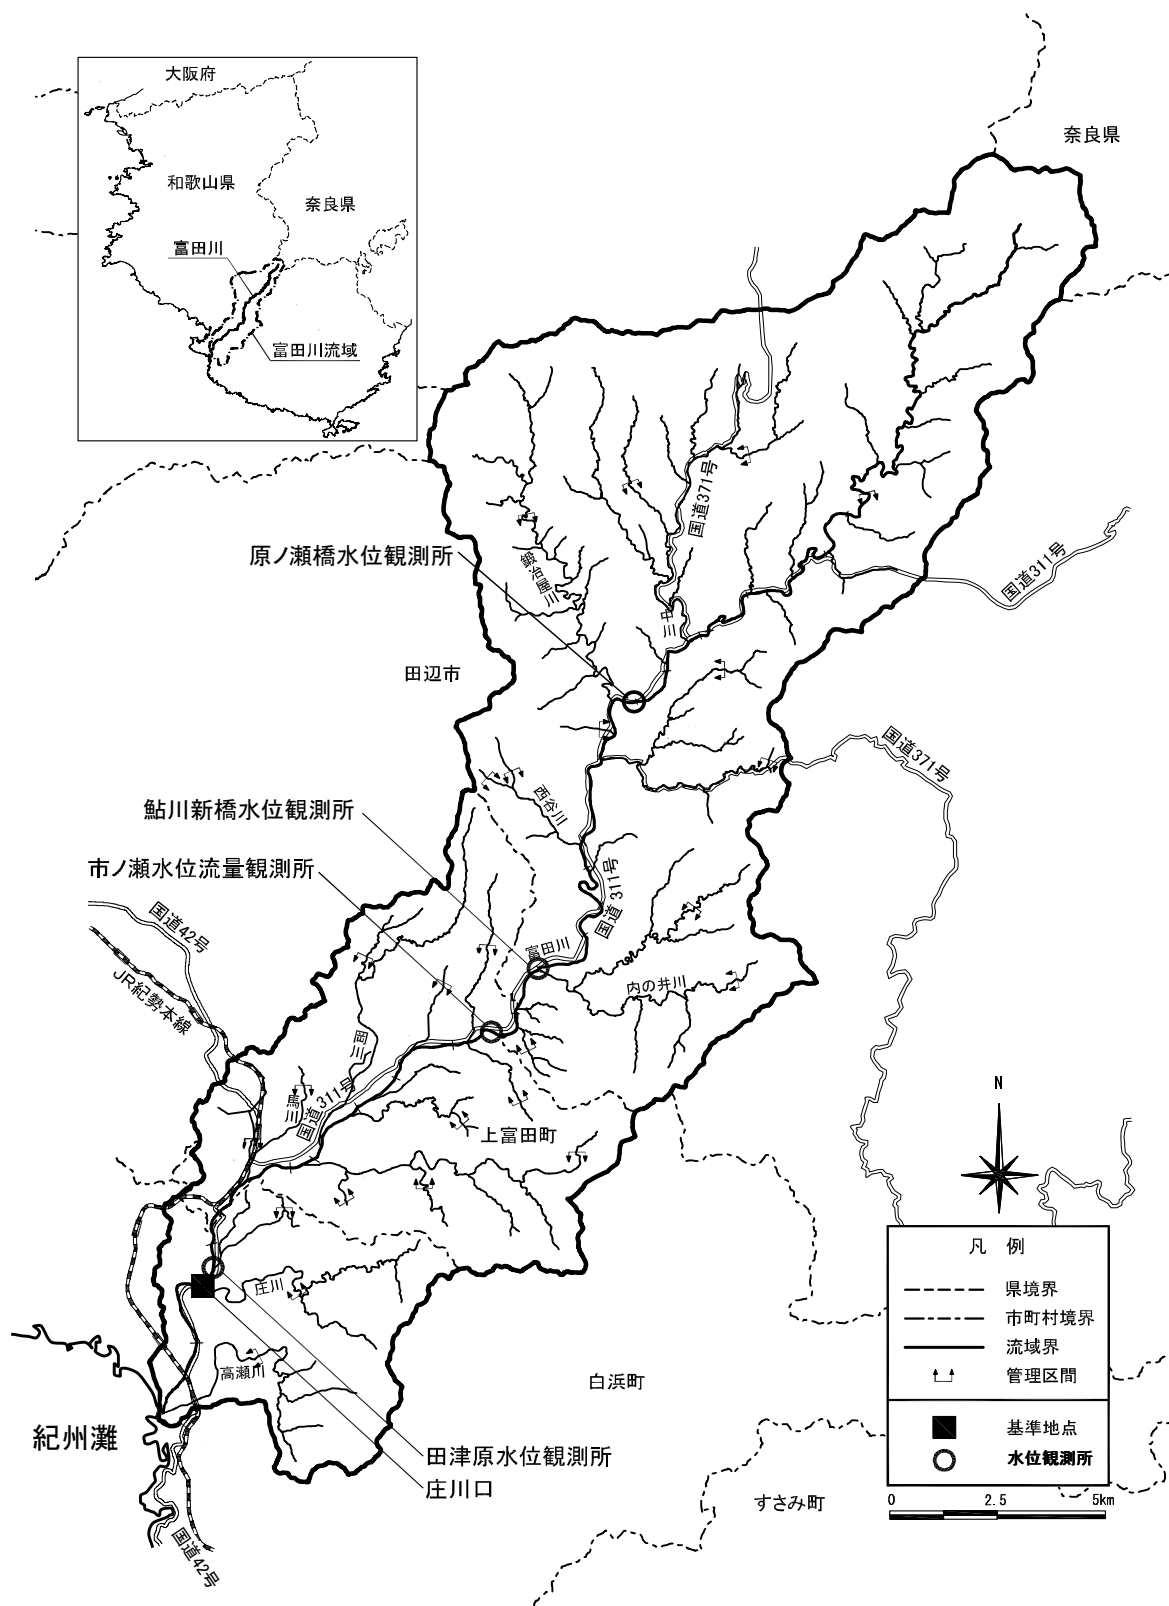 大阪府
和歌山県
奈良県
富田川
富田川流域
奈良県
国道371号
原ノ瀬橋水位観測所
鍛治屋川
国道311号
中川
田辺市
国道371号
鮎川新橋水位観測所
西谷川
市ノ瀬水位流量観測所
国道311号
国道42号
富田川
JR紀勢本線
内の井川
岡川
馬川
国道311号
上富田町
N
庄川
高瀬川
白浜町
紀州灘
田津原水位観測所
庄川口
すさみ町
国道42号
凡 例
県境界
市町村境界
流域界
管理区間
基準地点
水位観測所
0 2.5 5km